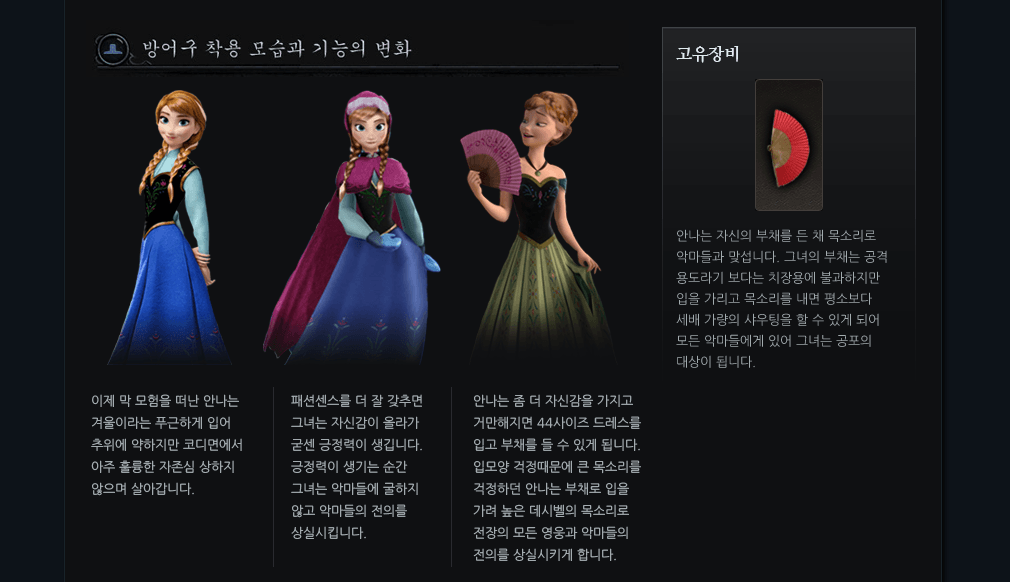 방어구 착용 모습과 기능의 변화
이제 막 모험을 떠난 안나는
겨울이라는 푸근하게 입어
추위에 약하지만 코디면에서
아주 훌륭한 자존심 상하지
않으며 살아갑니다.
패션센스를 더 잘 갖추면
그녀는 자신감이 올라가
굳센 긍정력이 생깁니다.
긍정력이 생기는 순간
그녀는 악마들에 굴하지
않고 악마들의 전의를
상실시킵니다.
안나는 좀 더 자신감을 가지고
거만해지면 44사이즈 드레스를
입고 부채를 들 수 있게 됩니다.
입모양 걱정때문에 큰 목소리를
걱정하던 안나는 부채로 입을
가려 높은 데시벨의 목소리로
전장의 모든 영웅과 악마들의
전의를 상실시키게 합니다.
고유장비
안나는 자신의 부채를 든 채 목소리로
악마들과 맞섭니다. 그녀의 부채는 공격
용도라기 보다는 치장용에 불과하지만
입을 가리고 목소리를 내면 평소보다
세배 가량의 샤우팅을 할 수 있게 되어
모든 악마들에게 있어 그녀는 공포의
대상이 됩니다.